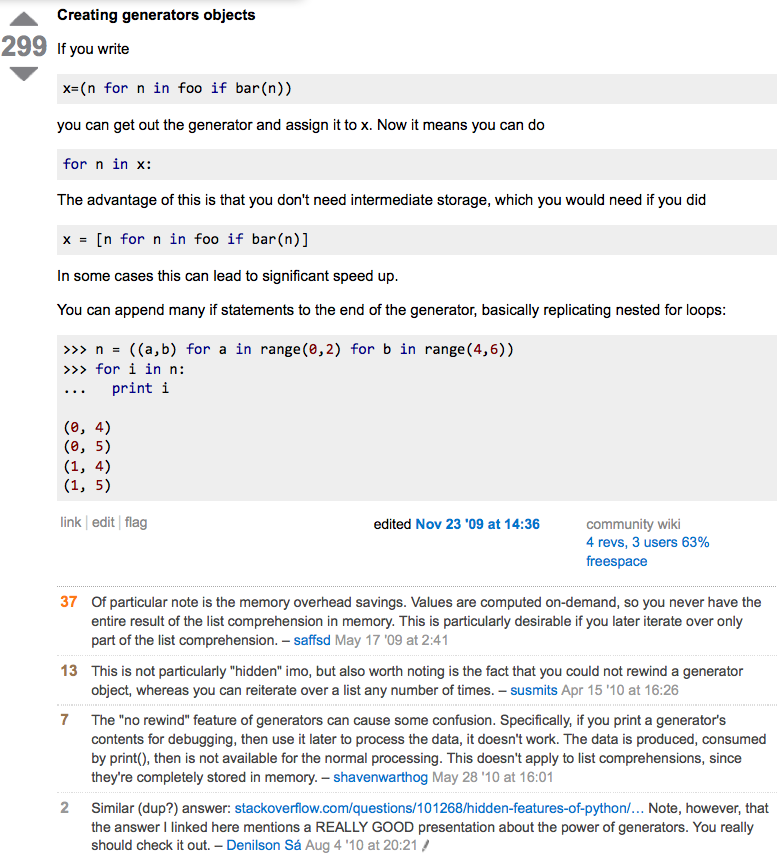 Creating generators objects
299
If you write
x=(n for n in foo if bar(n))
you can get out the generator and assign it to x. Now it means you can do
for n in x:
The advantage of this is that you don't need intermediate storage, which you would need if you did
x = [n for n in foo if bar(n)]
In some cases this can lead to significant speed up.
You can append many if statements to the end of the generator, basically replicating nested for loops:
>>> n = ((a,b) for a in range(0,2) for b in range(4,6))
>>> for i in n:
...   print i
(0, 4)
(0, 5)
(1, 4)
(1, 5)
link | edit | flag
edited Nov 23 '09 at 14:36
community wiki
4 revs, 3 users 63%
freespace
37 Of particular note is the memory overhead savings. Values are computed on-demand, so you never have the
entire result of the list comprehension in memory. This is particularly desirable if you later iterate over only
part of the list comprehension. – saffsd May 17 '09 at 2:41
13 This is not particularly "hidden" imo, but also worth noting is the fact that you could not rewind a generator
object, whereas you can reiterate over a list any number of times. – susmits Apr 15 '10 at 16:26
7 The "no rewind" feature of generators can cause some confusion. Specifically, if you print a generator's
contents for debugging, then use it later to process the data, it doesn't work. The data is produced, consumed
by print(), then is not available for the normal processing. This doesn't apply to list comprehensions, since
they're completely stored in memory. – shavenwarthog May 28 '10 at 16:01
2 Similar (dup?) answer: stackoverflow.com/questions/101268/hidden-features-of-python/… Note, however, that
the answer I linked here mentions a REALLY GOOD presentation about the power of generators. You really
should check it out. – Denilson Sá Aug 4 '10 at 20:21